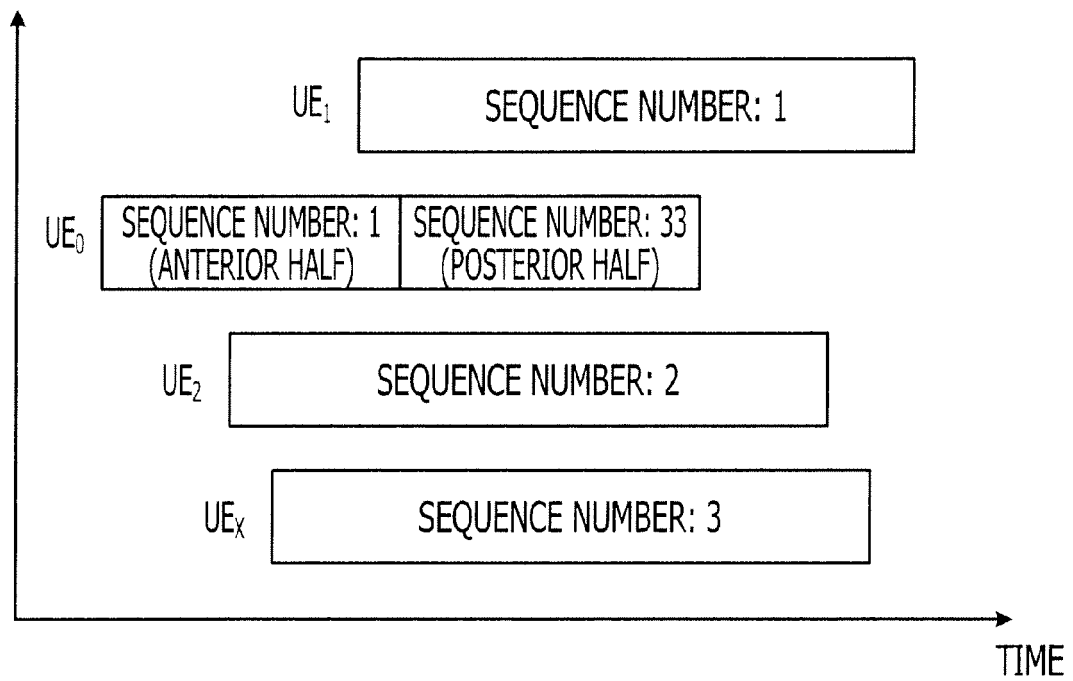 UE₁ SEQUENCE NUMBER: 1
UE₀ SEQUENCE NUMBER: 1
(ANTERIOR HALF)
SEQUENCE NUMBER: 33
(POSTERIOR HALF)
UE₂ SEQUENCE NUMBER: 2
UEₓ SEQUENCE NUMBER: 3
TIME